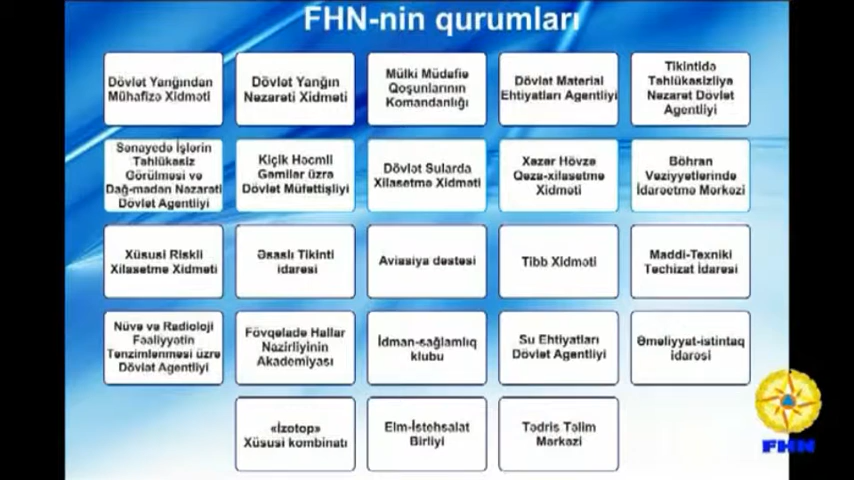 FHN-nin qurumları
Dövlət Yanğından
Mühafizə Xidməti
Dövlət Yanğın
Nəzarəti Xidməti
Mülki Müdafiə
Qoşunlarının
Komandanlığı
Dövlət Material
Ehtiyatları Agentliyi
Tikintidə
Təhlükəsizliyə
Nəzarət Dövlət
Agentliyi
Sənayedə İşlərin
Təhlükəsiz
Görülməsi və
Dağ-mədən Nəzarəti
Dövlət Agentliyi
Kiçik Həcmli
Gəmilər üzrə
Dövlət Müfəttişliyi
Dövlət Sularda
Xilasetmə Xidməti
Xəzər Hövzə
Qəza-xilasetmə
Xidməti
Böhran
Vəziyyətlərində
İdarəetmə Mərkəzi
Xüsusi Riskli
Xilasetmə Xidməti
Əsaslı Tikinti
idarəsi
Aviasiya dəstəsi
Tibb Xidməti
Maddi-Texniki
Təchizat İdarəsi
Nüvə və Radioloji
Fəaliyyətin
Tənzimlənməsi üzrə
Dövlət Agentliyi
Fövqəladə Hallar
Nazirliyinin
Akademiyası
İdman-sağlamlıq
klubu
Su Ehtiyatları
Dövlət Agentliyi
Əməliyyat-istintaq
idarəsi
«İzotop»
Xüsusi kombinatı
Elm-İstehsalat
Birliyi
Tədris Təlim
Mərkəzi
FHN